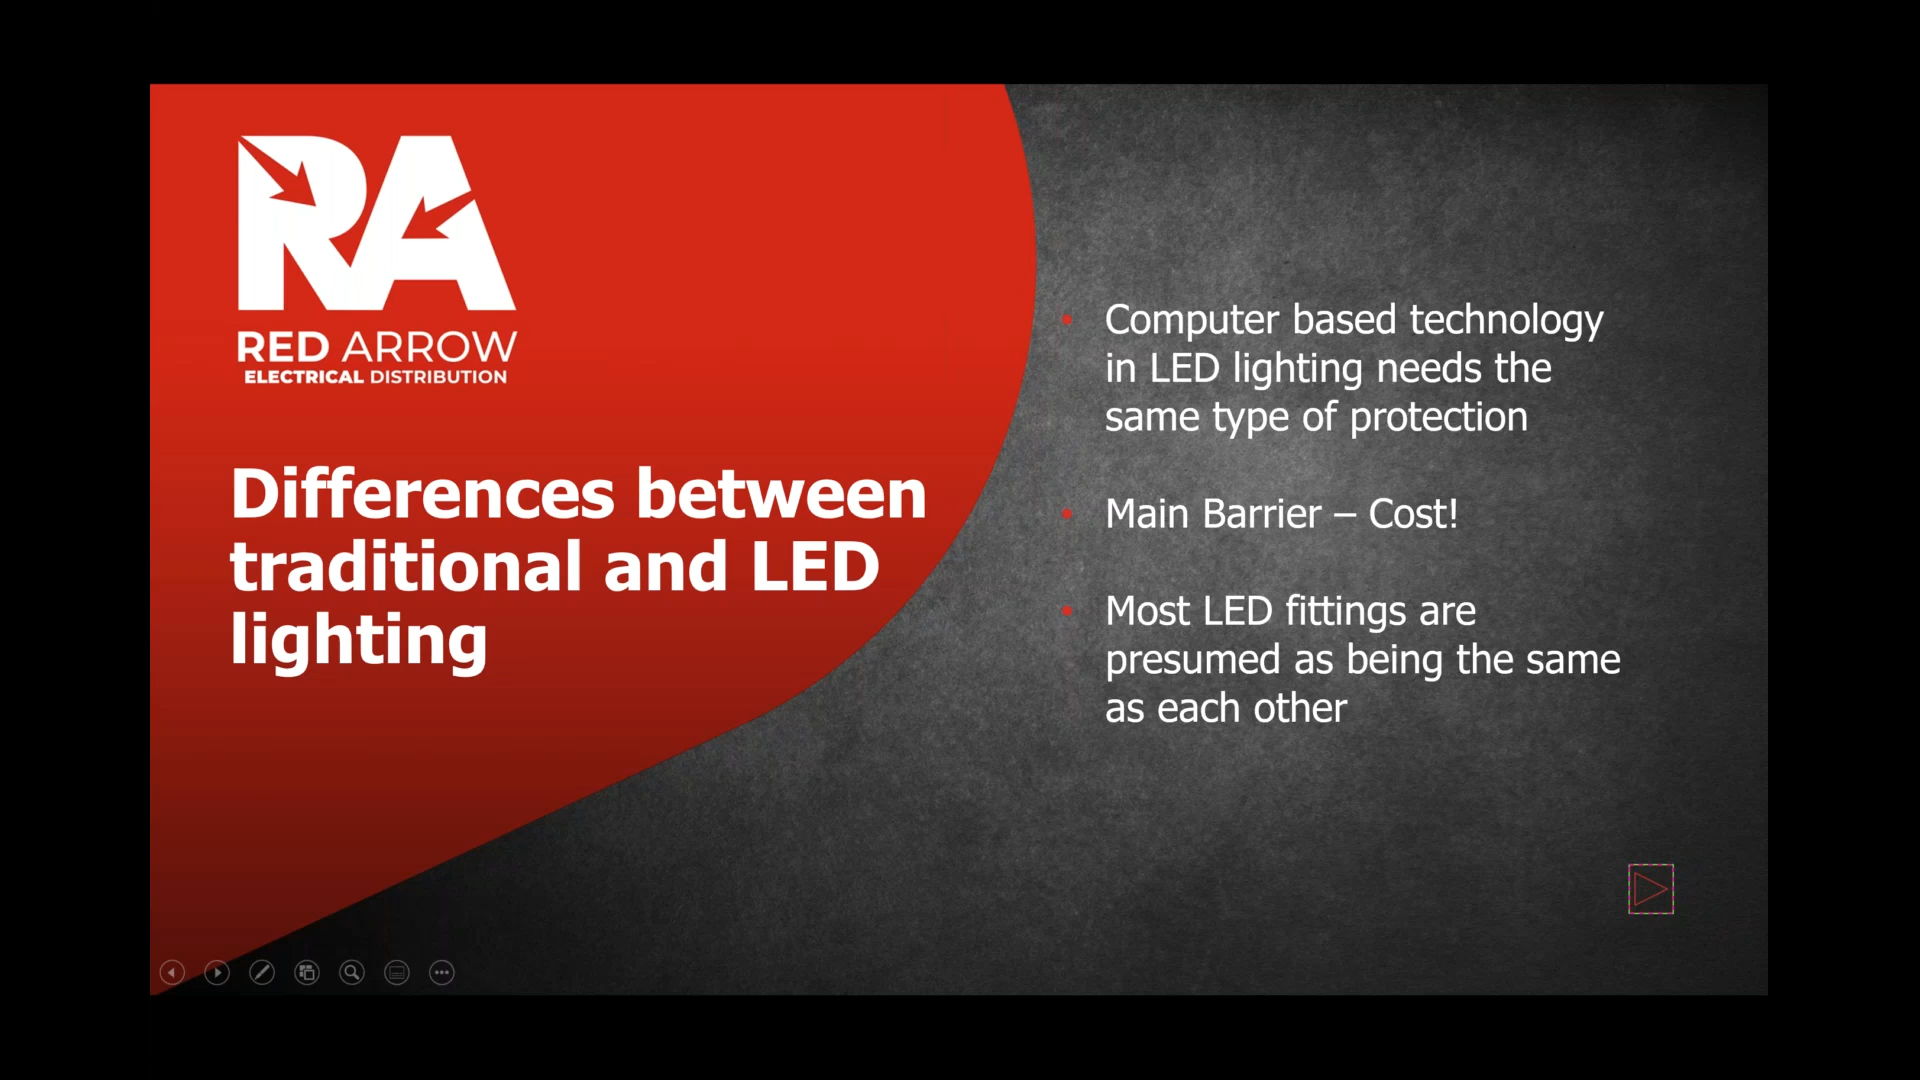 RA
RED ARROW
ELECTRICAL DISTRIBUTION
Differences between
traditional and LED
lighting
• Computer based technology
in LED lighting needs the
same type of protection
• Main Barrier – Cost!
• Most LED fittings are
presumed as being the same
as each other